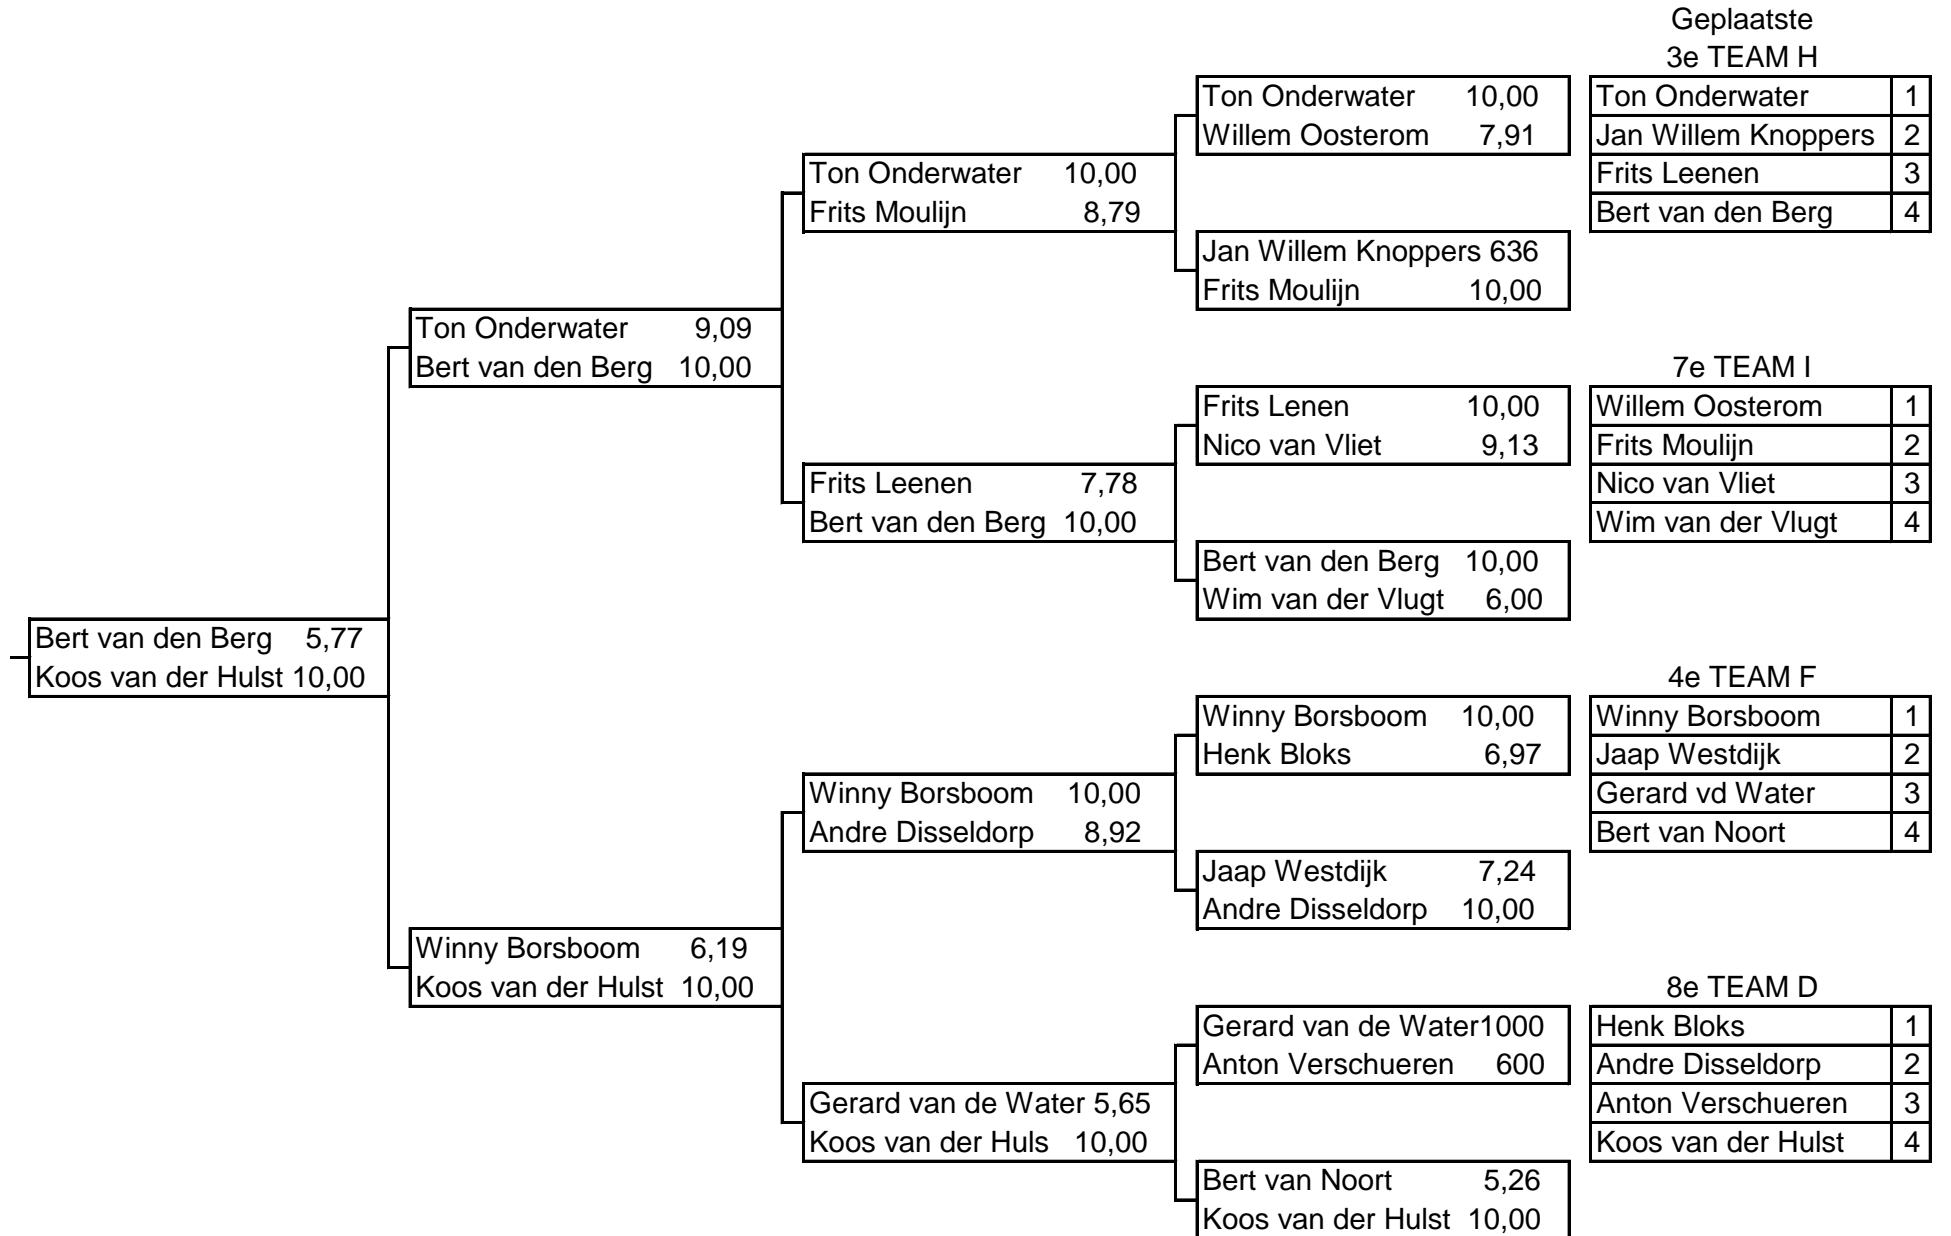 Geplaatste
3e TEAM H
Ton Onderwater 10,00 Ton Onderwater 1
Willem Oosterom 7,91 Jan Willem Knoppers 2
Ton Onderwater 10,00 Frits Leenen 3
Frits Moulijn 8,79 Bert van den Berg 4
Jan Willem Knoppers 636
Frits Moulijn 10,00
Ton Onderwater 9,09
Bert van den Berg 10,00 7e TEAM I
Frits Lenen 10,00 Willem Oosterom 1
Nico van Vliet 9,13 Frits Moulijn 2
Frits Leenen 7,78 Nico van Vliet 3
Bert van den Berg 10,00 Wim van der Vlugt 4
Bert van den Berg 10,00
Wim van der Vlugt 6,00
Bert van den Berg 5,77
Koos van der Hulst 10,00 4e TEAM F
Winny Borsboom 10,00 Winny Borsboom 1
Henk Bloks 6,97 Jaap Westdijk 2
Winny Borsboom 10,00 Gerard vd Water 3
Andre Disseldorp 8,92 Bert van Noort 4
Jaap Westdijk 7,24
Andre Disseldorp 10,00
Winny Borsboom 6,19
Koos van der Hulst 10,00 8e TEAM D
Gerard van de Water1000 Henk Bloks 1
Anton Verschueren 600 Andre Disseldorp 2
Gerard van de Water 5,65 Anton Verschueren 3
Koos van der Huls 10,00 Koos van der Hulst 4
Bert van Noort 5,26
Koos van der Hulst 10,00